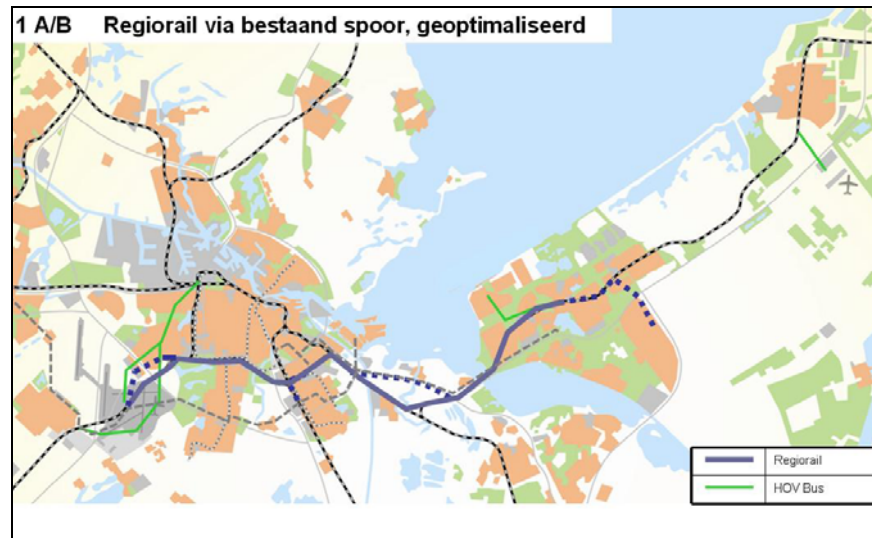 1 A/B Regiorail via bestaand spoor, geoptimaliseerd
Regiorail
HOV Bus